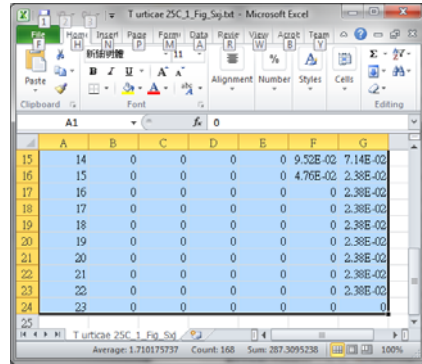 T urticae 25C_1_Fig_Sxj.txt - Microsoft Excel
1 2 3
File Home Insert Page Form Data Revie View Acrot Team
F H N P M A R W B Y
新細明體 11
Paste B I U A A Alignment Number Styles Cells
Clipboard Font Editing
A1 fx 0
A B C D E F G
15 14 0 0 0 0 9.52E-02 7.14E-02
16 15 0 0 0 0 4.76E-02 2.38E-02
17 16 0 0 0 0 0 2.38E-02
18 17 0 0 0 0 0 2.38E-02
19 18 0 0 0 0 0 2.38E-02
20 19 0 0 0 0 0 2.38E-02
21 20 0 0 0 0 0 2.38E-02
22 21 0 0 0 0 0 2.38E-02
23 22 0 0 0 0 0 2.38E-02
24 23 0 0 0 0 0 0
25
T urticae 25C_1_Fig_Sxj
Average: 1.710175737 Count: 168 Sum: 287.3095238 100%